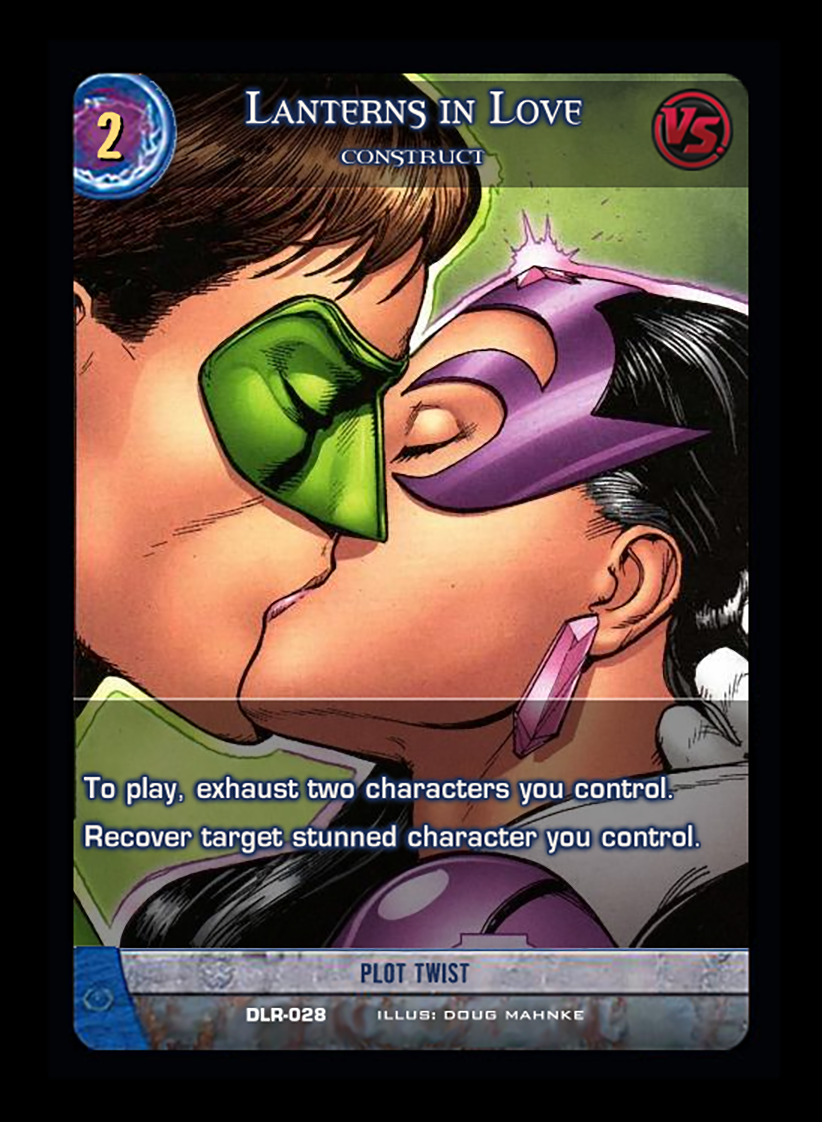 2
Lanterns in Love
VS.
CONSTRUCT
To play, exhaust two characters you control.
Recover target stunned character you control.
PLOT TWIST
DLR-028 ILLUS: DOUG MAHNKE